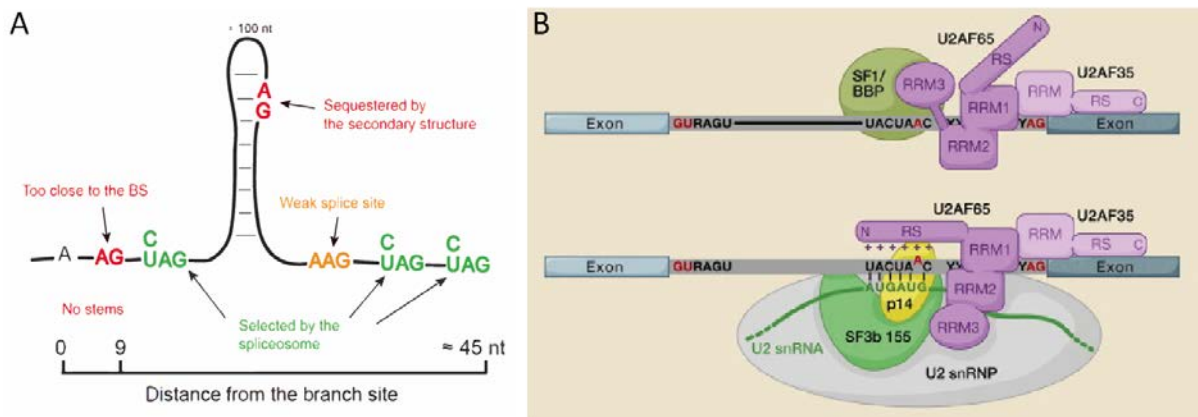 A
~ 100 nt
A
G
Sequestered by
the secondary structure
Too close to the BS
Weak splice site
A
AG
C
UAG
AAG
C
UAG
C
UAG
No stems
Selected by the
spliceosome
0
9
≈ 45 nt
Distance from the branch site
B
N
U2AF65
RS
U2AF35
SF1/
BBP
RRM3
RRM1
RRM
RS
C
Exon
GURAGU
UACUAAC
YY
YAG
Exon
RRM2
U2AF65
U2AF35
N
RS
RRM1
RRM
RS
C
+ + + + + + +
A
Exon
GURAGU
UACUA C
YY
YAG
Exon
AUGAUG
RRM2
p14
SF3b 155
RRM3
U2 snRNA
U2 snRNP